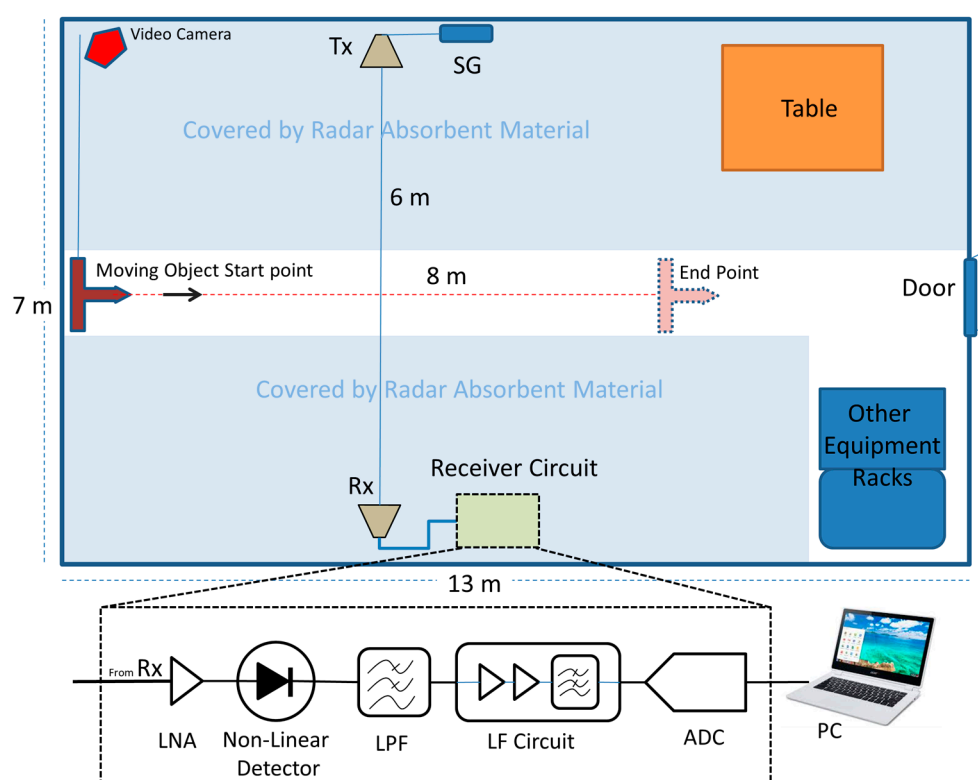 Video Camera
Tx
SG
Table
Covered by Radar Absorbent Material
6 m
Moving Object Start point
8 m
End Point
Door
7 m
Covered by Radar Absorbent Material
Other
Equipment
Racks
Receiver Circuit
Rx
13 m
From Rx
LNA
Non-Linear
Detector
LPF
LF Circuit
ADC
PC